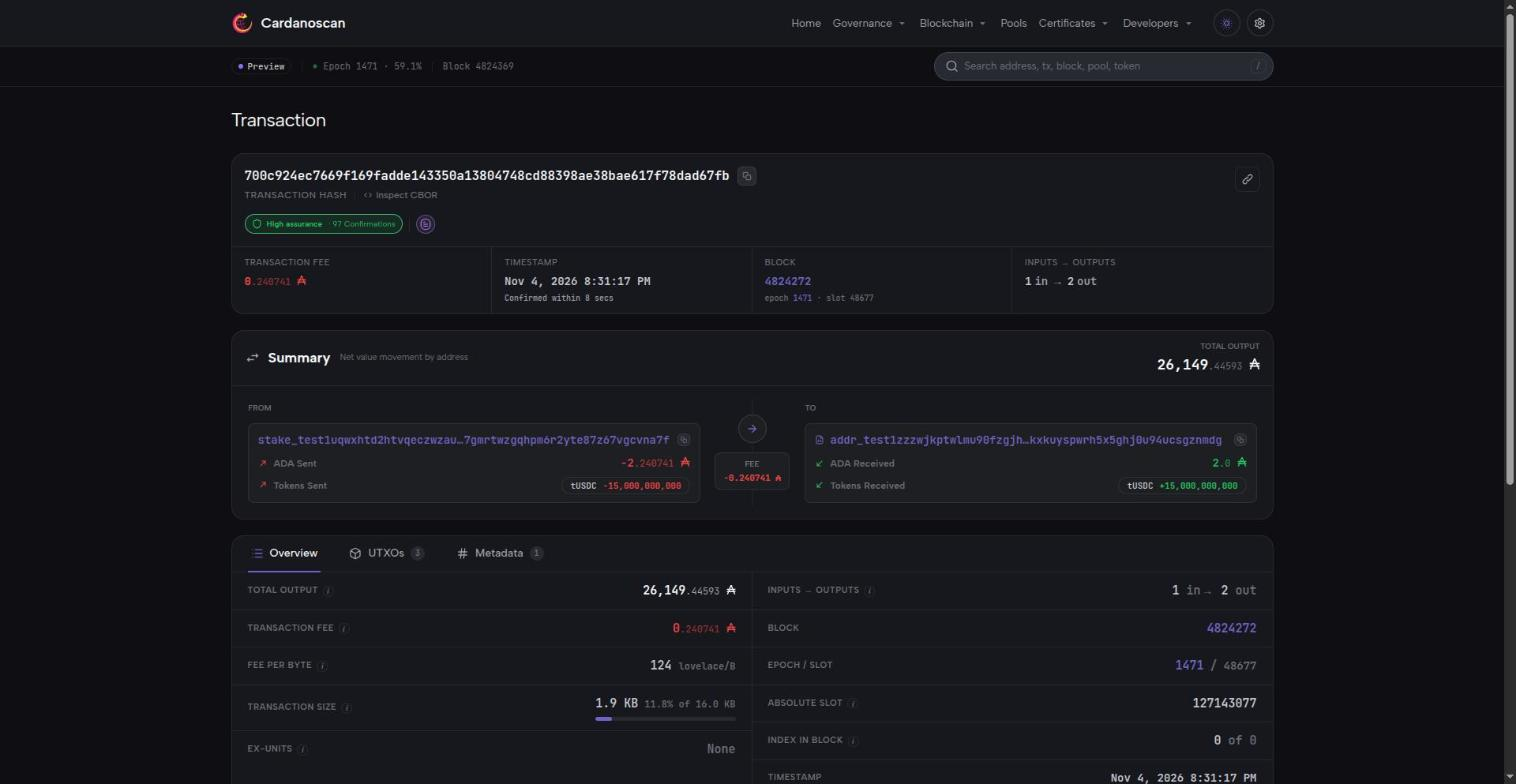 Cardanoscan
Home Governance Blockchain Pools Certificates Developers
Preview Epoch 1471 · 59.1% Block 4824369
Search address, tx, block, pool, token /
Transaction
700c924ec7669f169fadde143350a13804748cd88398ae38bae617f78dad67fb
TRANSACTION HASH <> Inspect CBOR
High assurance · 97 Confirmations
TRANSACTION FEE
0.240741 ₳
TIMESTAMP
Nov 4, 2026 8:31:17 PM
Confirmed within 8 secs
BLOCK
4824272
epoch 1471 · slot 48677
INPUTS → OUTPUTS
1 in → 2 out
Summary Net value movement by address
TOTAL OUTPUT
26,149.44593 ₳
FROM
stake_test1uqwxhtd2htvqeczwzau…7gmrtwzgqhpm6r2yte87z67vgcvna7f
ADA Sent -2.240741 ₳
Tokens Sent tUSDC -15,000,000,000
FEE
-0.240741 ₳
TO
addr_test1zzzwjkptwlmu90fzgjh…kxkuyspwrh5x5ghj0u94ucsgznmdg
ADA Received 2.0 ₳
Tokens Received tUSDC +15,000,000,000
Overview UTXOs 3 Metadata 1
TOTAL OUTPUT i 26,149.44593 ₳
TRANSACTION FEE i 0.240741 ₳
FEE PER BYTE i 124 lovelace/B
TRANSACTION SIZE i 1.9 KB 11.8% of 16.0 KB
EX-UNITS i None
INPUTS → OUTPUTS i 1 in → 2 out
BLOCK 4824272
EPOCH / SLOT 1471 / 48677
ABSOLUTE SLOT i 127143077
INDEX IN BLOCK i 0 of 0
TIMESTAMP Nov 4, 2026 8:31:17 PM